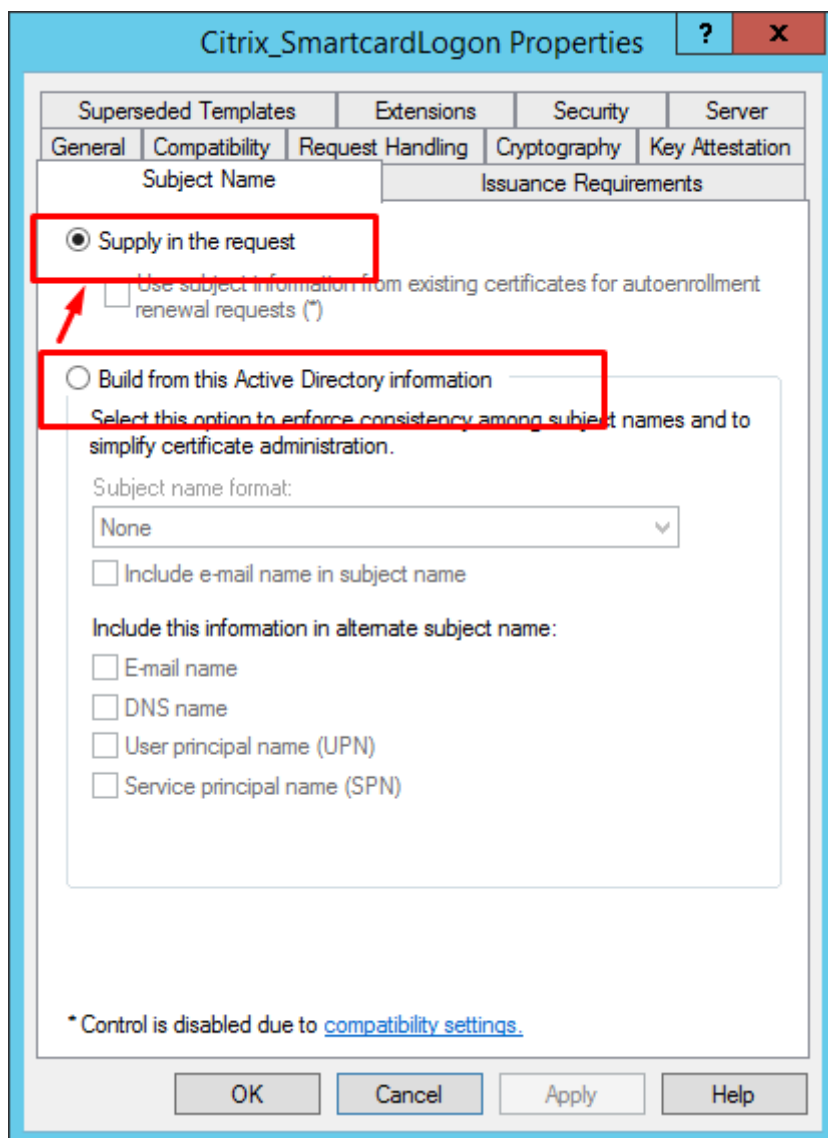 Citrix_SmartcardLogon Properties
?
x
Superseded Templates
Extensions
Security
Server
General
Compatibility
Request Handling
Cryptography
Key Attestation
Subject Name
Issuance Requirements
Supply in the request
Use subject information from existing certificates for autoenrollment
renewal requests (*)
Build from this Active Directory information
Select this option to enforce consistency among subject names and to
simplify certificate administration.
Subject name format:
None
Include e-mail name in subject name
Include this information in alternate subject name:
E-mail name
DNS name
User principal name (UPN)
Service principal name (SPN)
* Control is disabled due to compatibility settings.
OK
Cancel
Apply
Help